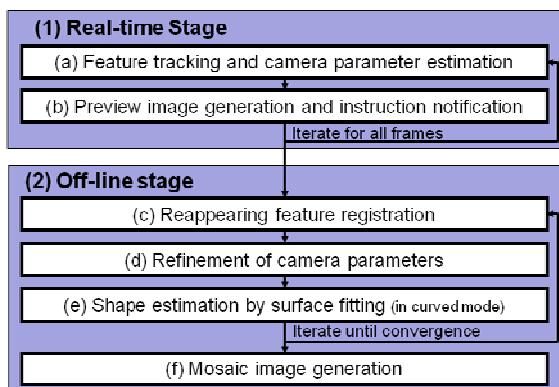 (1) Real-time Stage
(a) Feature tracking and camera parameter estimation
(b) Preview image generation and instruction notification
Iterate for all frames
(2) Off-line stage
(c) Reappearing feature registration
(d) Refinement of camera parameters
(e) Shape estimation by surface fitting (in curved mode)
Iterate until convergence
(f) Mosaic image generation